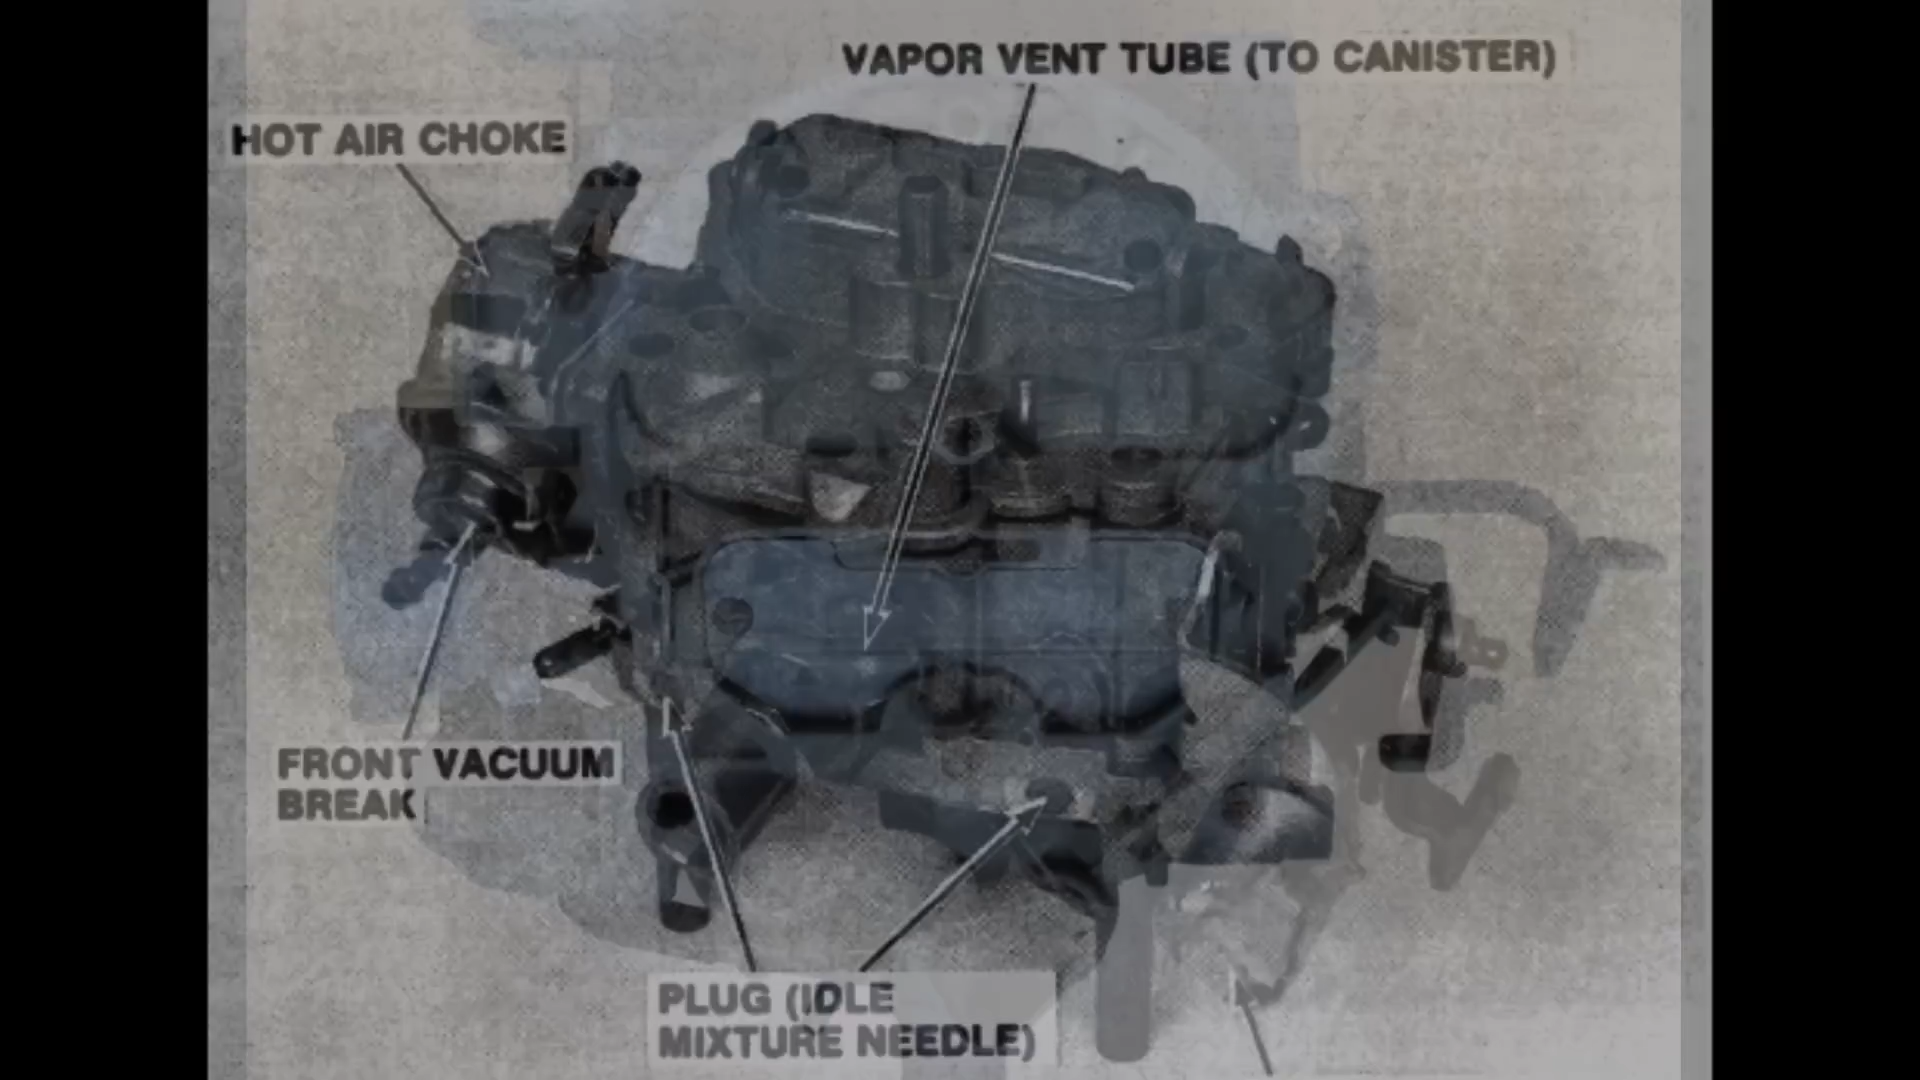 VAPOR VENT TUBE (TO CANISTER)
HOT AIR CHOKE
FRONT VACUUM
BREAK
PLUG (IDLE
MIXTURE NEEDLE)